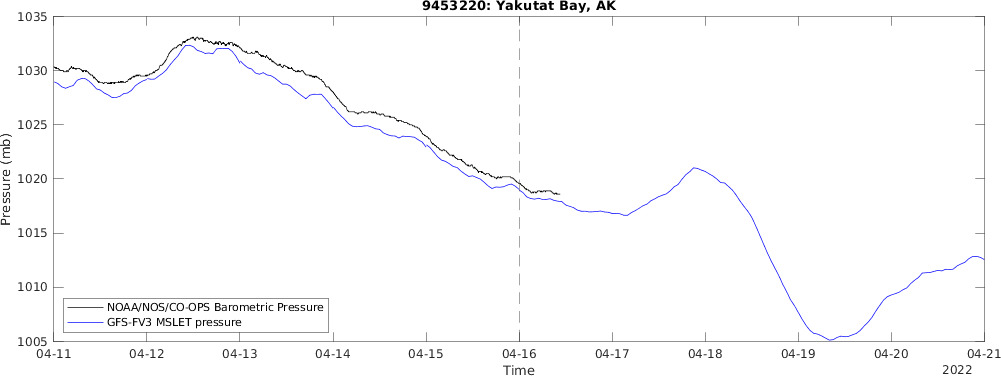 9453220: Yakutat Bay, AK
1035
1030
1025
1020
1015
1010
1005
Pressure (mb)
NOAA/NOS/CO-OPS Barometric Pressure
GFS-FV3 MSLET pressure
04-11 04-12 04-13 04-14 04-15 04-16 04-17 04-18 04-19 04-20 04-21
Time
2022